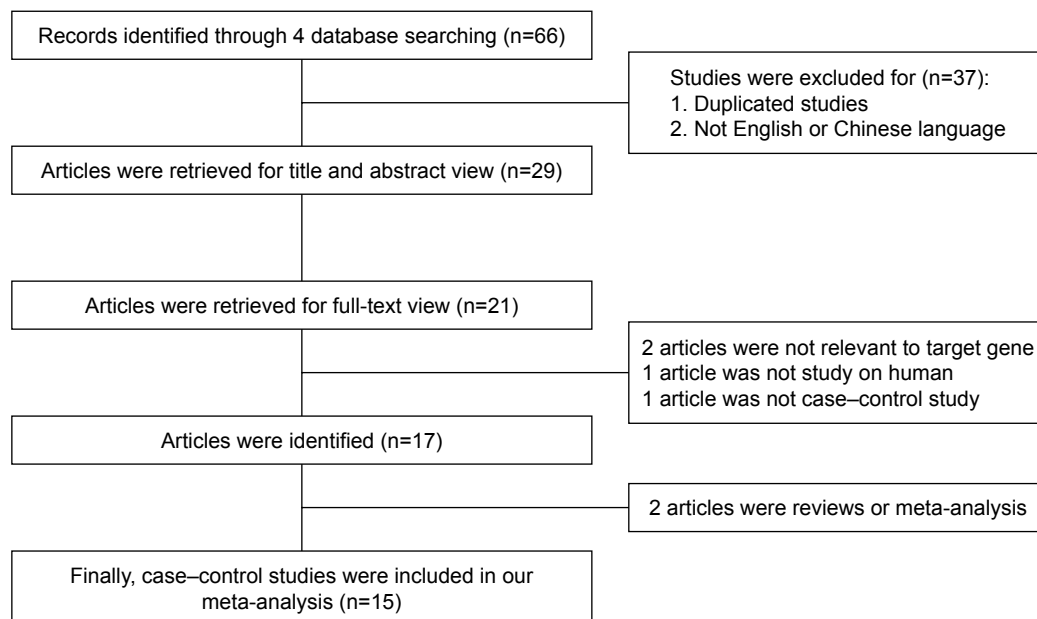 Records identified through 4 database searching (n=66)
Studies were excluded for (n=37):
1. Duplicated studies
2. Not English or Chinese language
Articles were retrieved for title and abstract view (n=29)
Articles were retrieved for full-text view (n=21)
2 articles were not relevant to target gene
1 article was not study on human
1 article was not case–control study
Articles were identified (n=17)
2 articles were reviews or meta-analysis
Finally, case–control studies were included in our
meta-analysis (n=15)